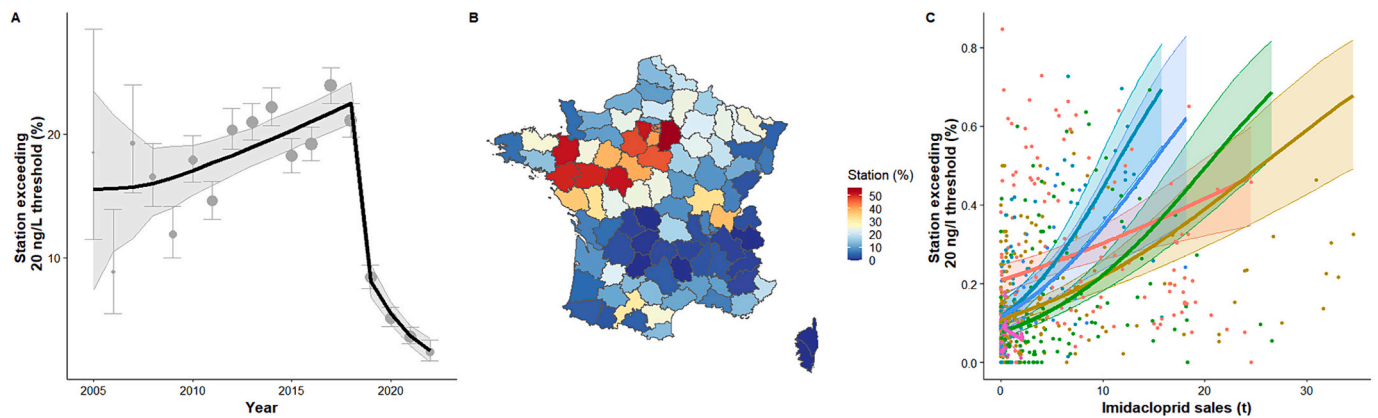 A
Station exceeding
20 ng/l threshold (%)
20
10
2005
2010
2015
2020
Year
B
Station (%)
50
40
30
20
10
0
C
Station exceeding
20 ng/L threshold (%)
0.8
0.6
0.4
0.2
0.0
0
10
20
30
Imidacloprid sales (t)